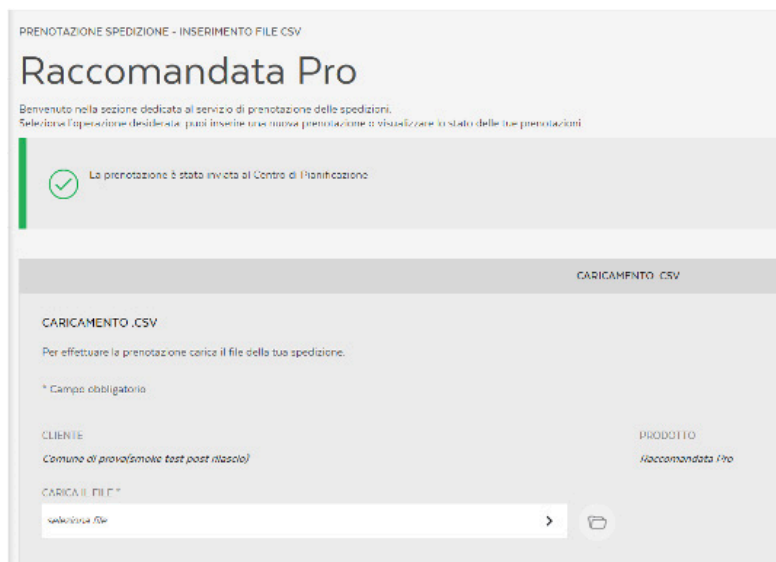 PRENOTAZIONE SPEDIZIONE - INSERIMENTO FILE CSV
Raccomandata Pro
Benvenuto nella sezione dedicata al servizio di prenotazione delle spedizioni.
Seleziona l'operazione desiderata: puoi inserire una nuova prenotazione o visualizzare lo stato delle tue prenotazioni
La prenotazione è stata inviata al Centro di Pianificazione
CARICAMENTO .CSV
CARICAMENTO .CSV
Per effettuare la prenotazione carica il file della tua spedizione.
* Campo obbligatorio
CLIENTE PRODOTTO
Comune di prova(smoke test post rilascio) Raccomandata Pro
CARICA IL FILE *
seleziona file